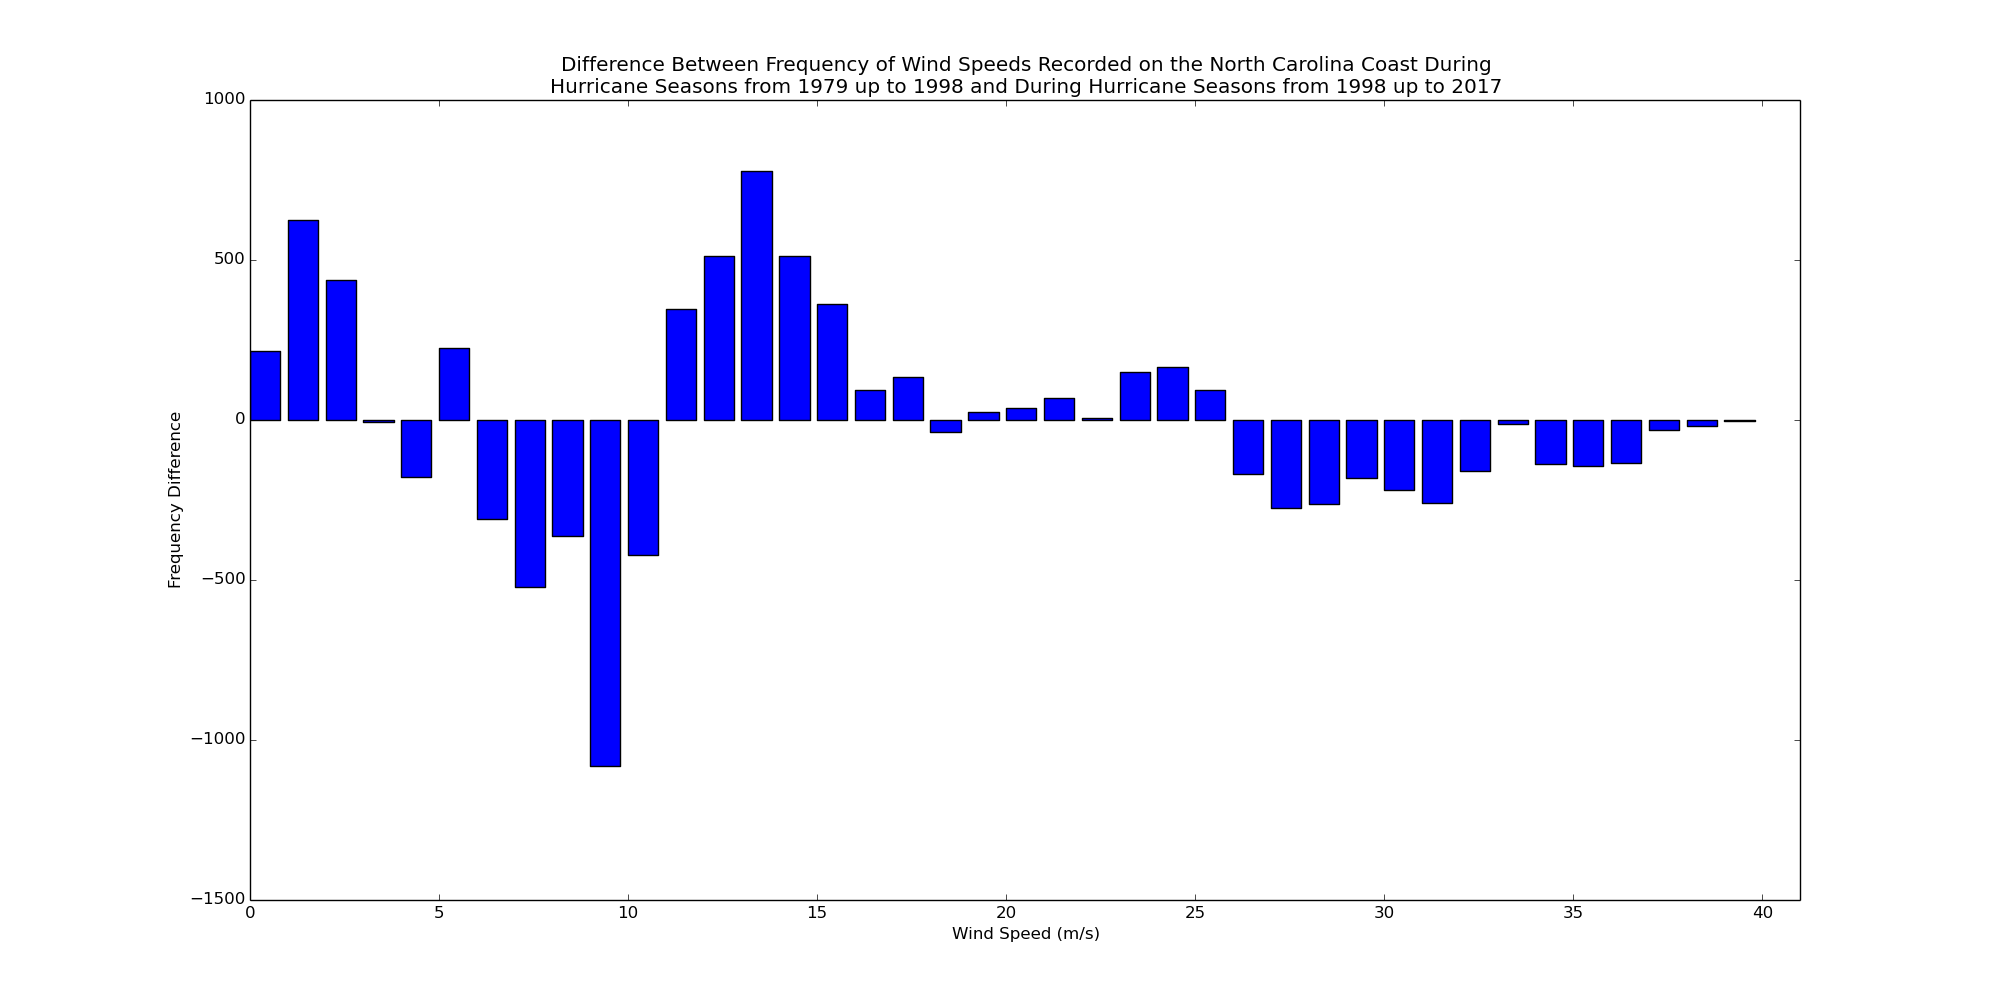 Difference Between Frequency of Wind Speeds Recorded on the North Carolina Coast During
Hurricane Seasons from 1979 up to 1998 and During Hurricane Seasons from 1998 up to 2017
1000
500
0
−500
−1000
−1500
Frequency Difference
0 5 10 15 20 25 30 35 40
Wind Speed (m/s)